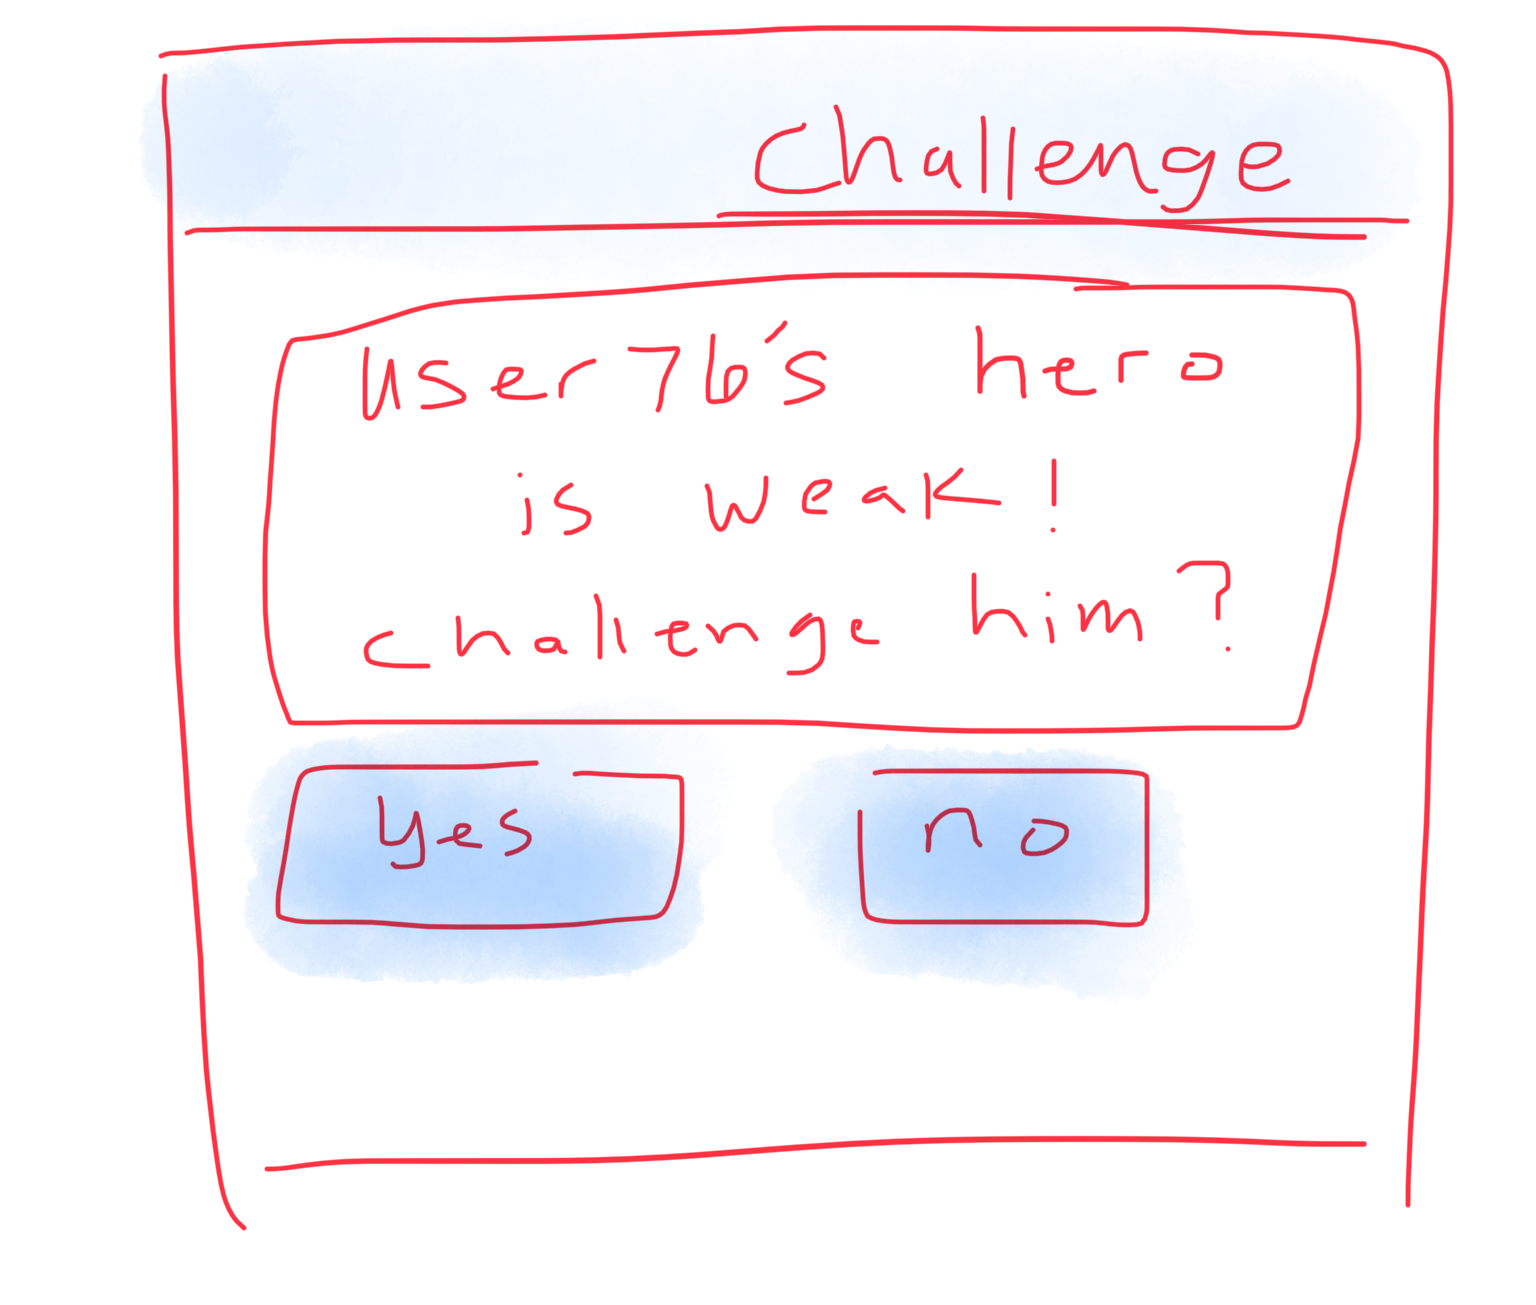 challenge
user76's hero
is weak!
challenge him?
yes
no